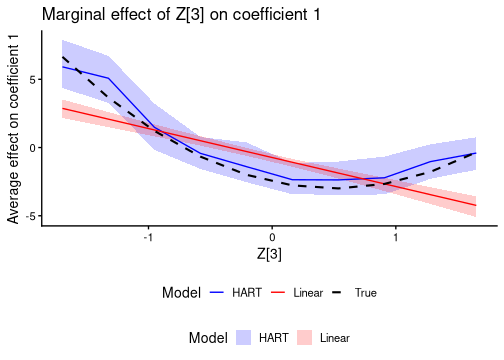 Marginal effect of Z[3] on coefficient 1
Average effect on coefficient 1
5
0
-5
-1
0
1
Z[3]
Model HART Linear True
Model HART Linear